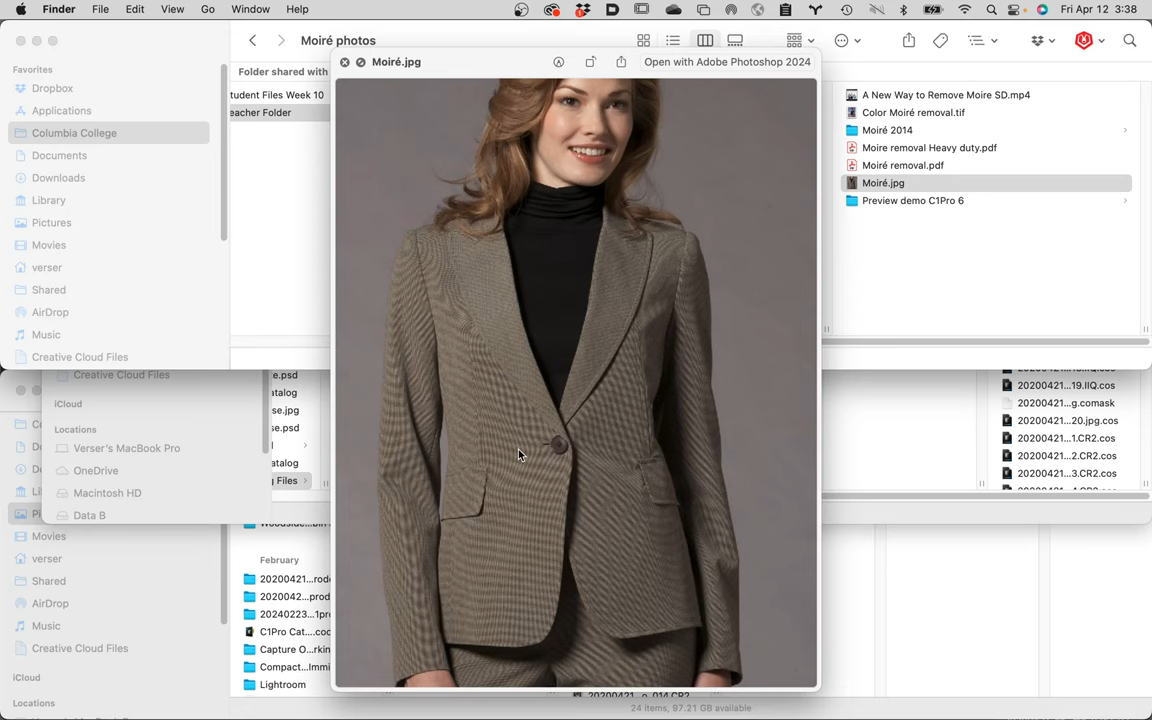 Finder File Edit View Go Window Help
Fri Apr 12 3:38
Favorites
Dropbox
Applications
Columbia College
Documents
Downloads
Library
Pictures
Movies
verser
Shared
AirDrop
Music
Creative Cloud Files
Moiré photos
Folder shared with
tudent Files Week 10
eacher Folder
Moiré.jpg
Open with Adobe Photoshop 2024
A New Way to Remove Moire SD.mp4
Color Moiré removal.tif
Moiré 2014
Moire removal Heavy duty.pdf
Moire removal.pdf
Moiré.jpg
Preview demo C1Pro 6
Creative Cloud Files
iCloud
Locations
Verser's MacBook Pro
OneDrive
Macintosh HD
Data B
e.psd
atalog
se.jpg
se.psd
atalog
g Files
20200421...19.IIQ.cos
20200421...g.comask
20200421...20.jpg.cos
20200421...1.CR2.cos
20200421...2.CR2.cos
20200421...3.CR2.cos
Movies
verser
Shared
AirDrop
Music
Creative Cloud Files
iCloud
Locations
February
20200421...rod
2020042...prod
20240223...1pr
C1Pro Cat....coc
Capture O...rkin
Compact...Immi
Lightroom
24 items, 97.21 GB available